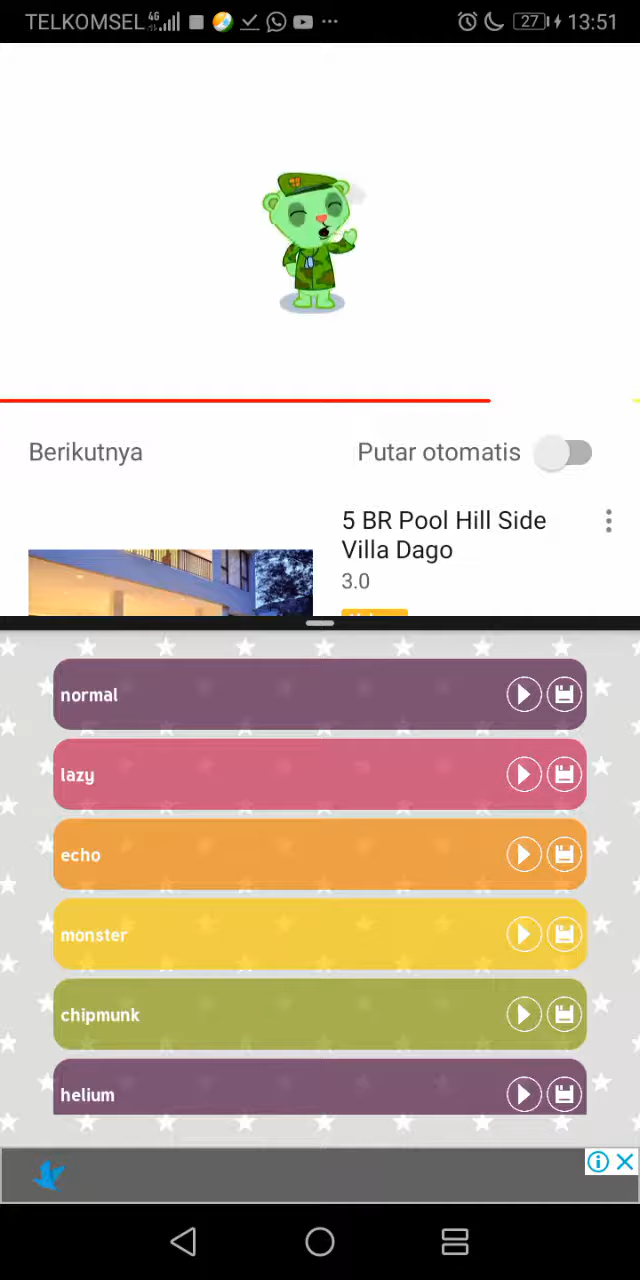 TELKOMSEL 4G 27 13:51
Berikutnya Putar otomatis
5 BR Pool Hill Side
Villa Dago
3.0
normal
lazy
echo
monster
chipmunk
helium